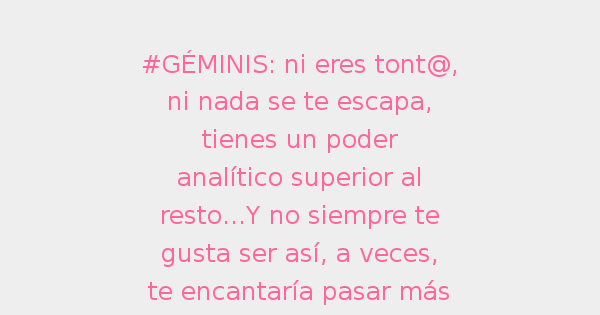 #GÉMINIS: ni eres tont@,
ni nada se te escapa,
tienes un poder
analítico superior al
resto...Y no siempre te
gusta ser así, a veces,
te encantaría pasar más